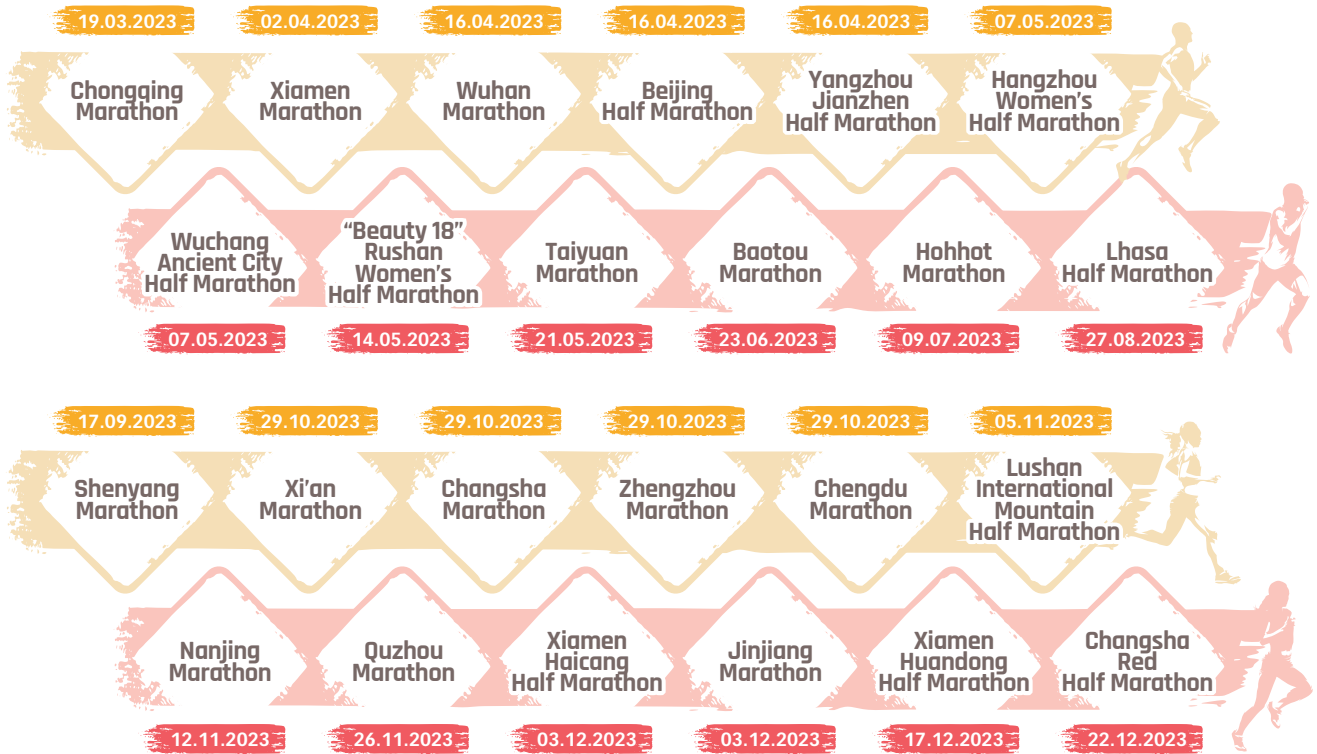 19.03.2023
02.04.2023
16.04.2023
16.04.2023
16.04.2023
07.05.2023
Chongqing
Marathon
Xiamen
Marathon
Wuhan
Marathon
Beijing
Half Marathon
Yangzhou
Jianzhen
Half Marathon
Hangzhou
Women's
Half Marathon
Wuchang
Ancient City
Half Marathon
“Beauty 18”
Rushan
Women's
Half Marathon
Taiyuan
Marathon
Baotou
Marathon
Hohhot
Marathon
Lhasa
Half Marathon
07.05.2023
14.05.2023
21.05.2023
23.06.2023
09.07.2023
27.08.2023
17.09.2023
29.10.2023
29.10.2023
29.10.2023
29.10.2023
05.11.2023
Shenyang
Marathon
Xi'an
Marathon
Changsha
Marathon
Zhengzhou
Marathon
Chengdu
Marathon
Lushan
International
Mountain
Half Marathon
Nanjing
Marathon
Quzhou
Marathon
Xiamen
Haicang
Half Marathon
Jinjiang
Marathon
Xiamen
Huandong
Half Marathon
Changsha
Red
Half Marathon
12.11.2023
26.11.2023
03.12.2023
03.12.2023
17.12.2023
22.12.2023